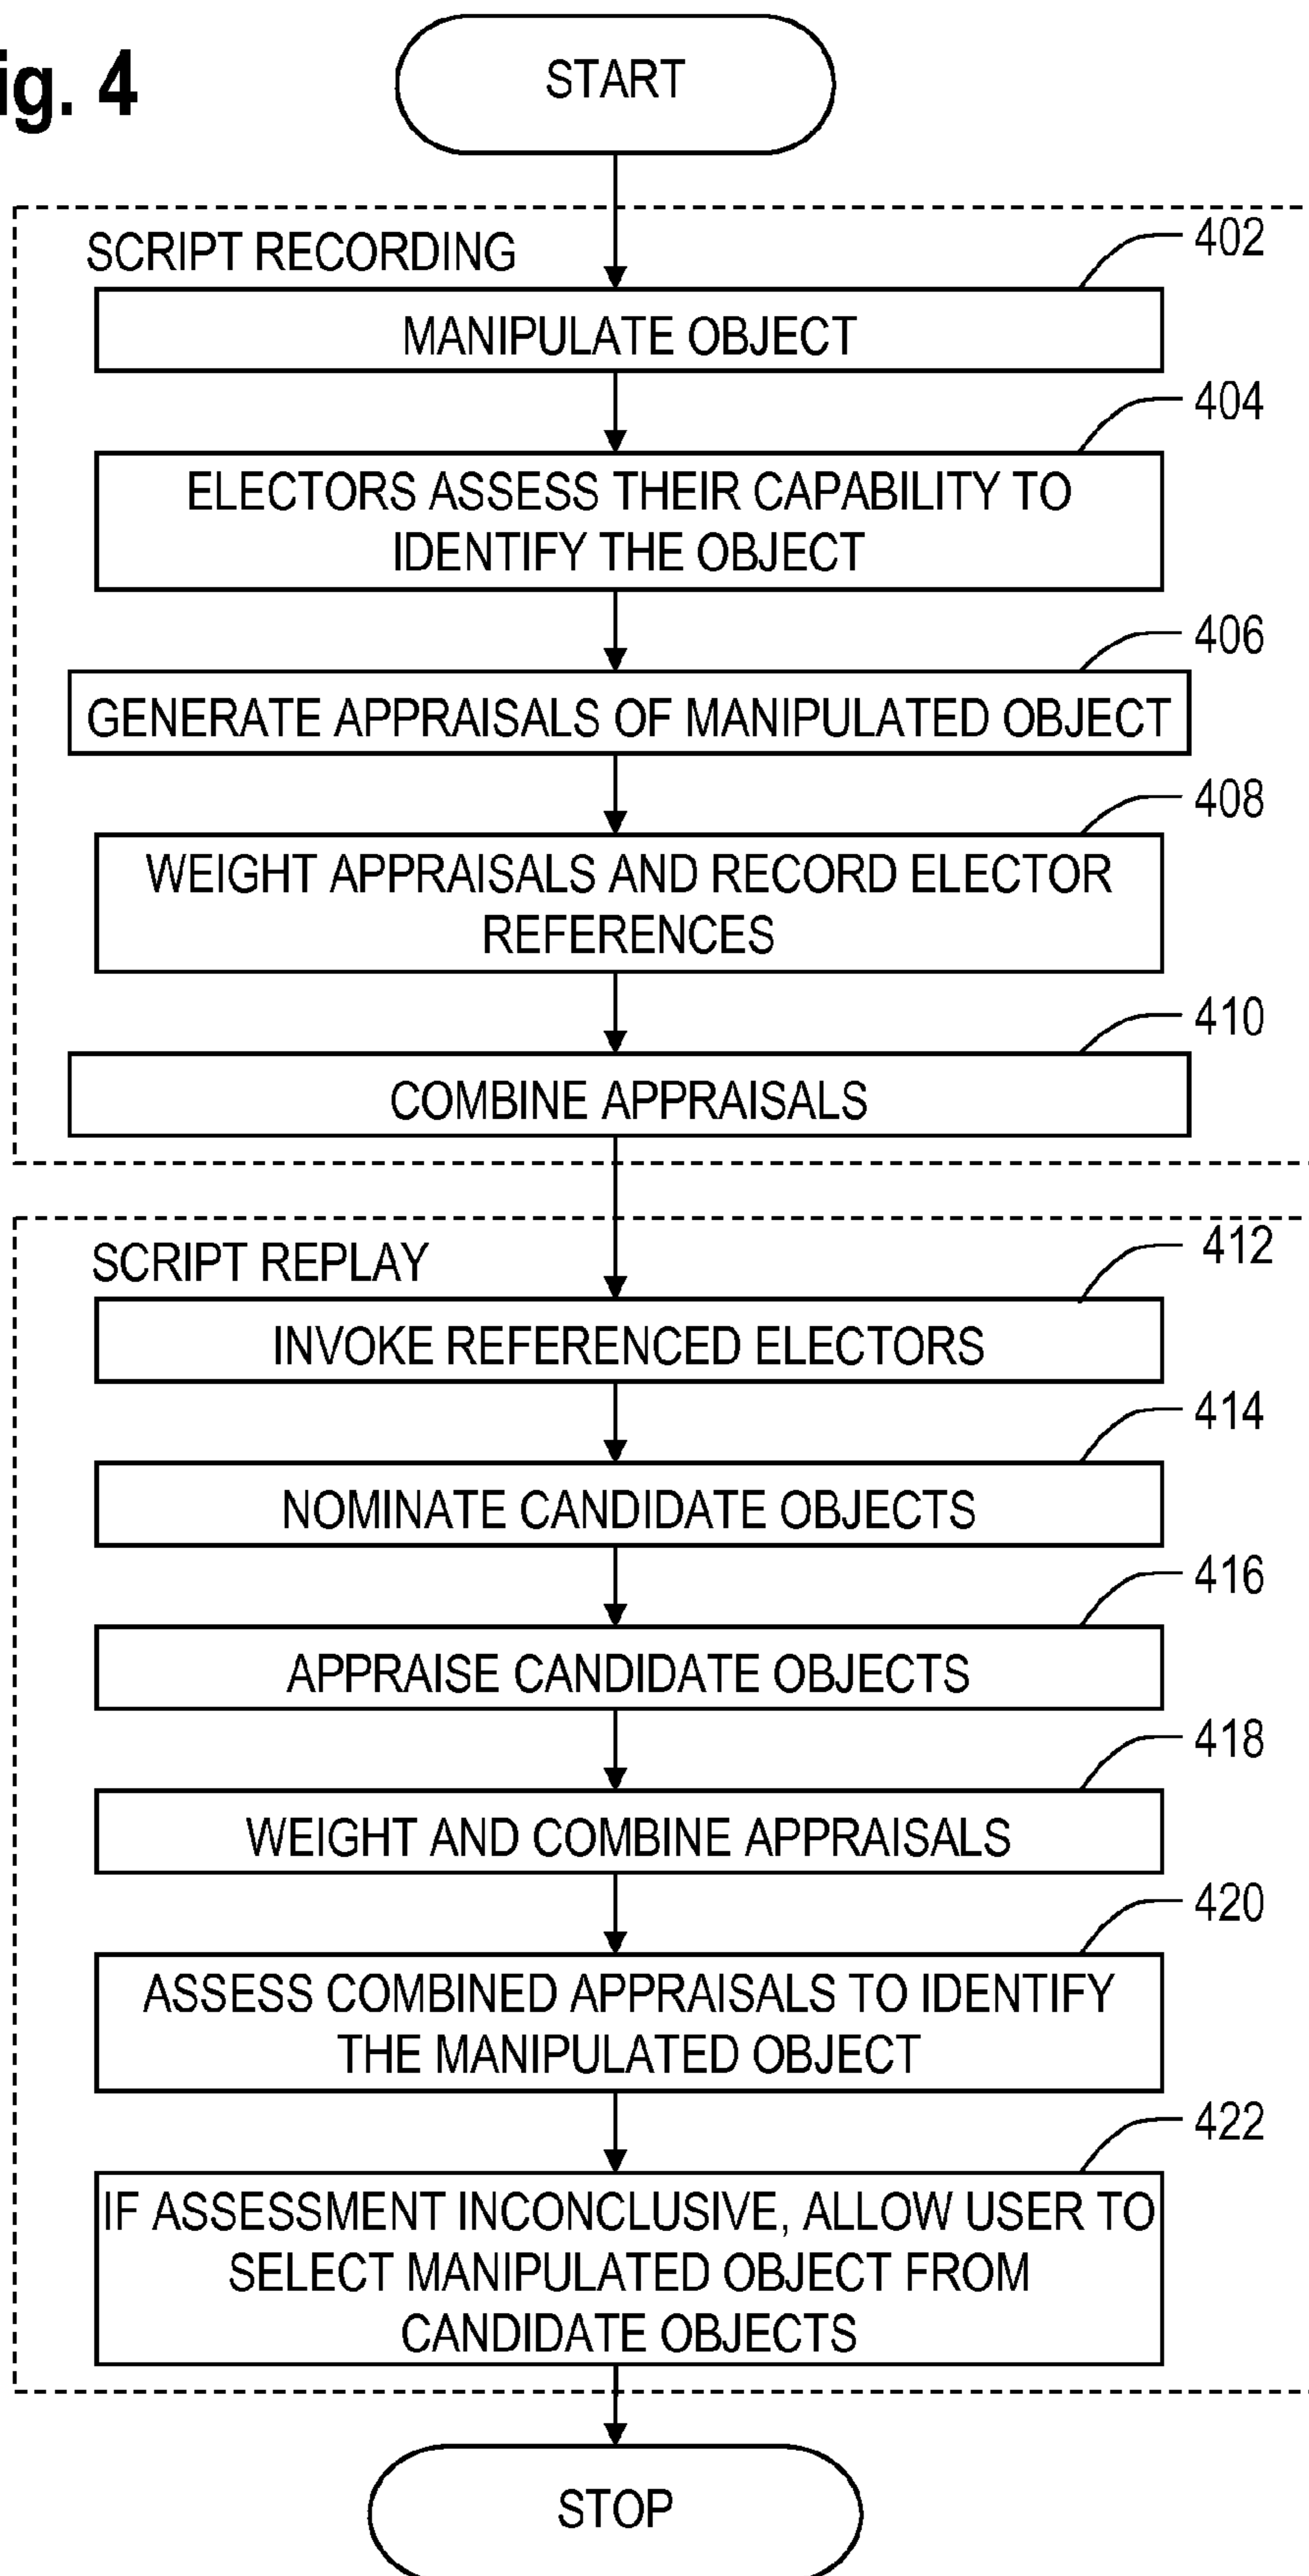 ig. 4
START
SCRIPT RECORDING
402
MANIPULATE OBJECT
404
ELECTORS ASSESS THEIR CAPABILITY TO
IDENTIFY THE OBJECT
406
GENERATE APPRAISALS OF MANIPULATED OBJECT
408
WEIGHT APPRAISALS AND RECORD ELECTOR
REFERENCES
410
COMBINE APPRAISALS
SCRIPT REPLAY
412
INVOKE REFERENCED ELECTORS
414
NOMINATE CANDIDATE OBJECTS
416
APPRAISE CANDIDATE OBJECTS
418
WEIGHT AND COMBINE APPRAISALS
420
ASSESS COMBINED APPRAISALS TO IDENTIFY
THE MANIPULATED OBJECT
422
IF ASSESSMENT INCONCLUSIVE, ALLOW USER TO
SELECT MANIPULATED OBJECT FROM
CANDIDATE OBJECTS
STOP